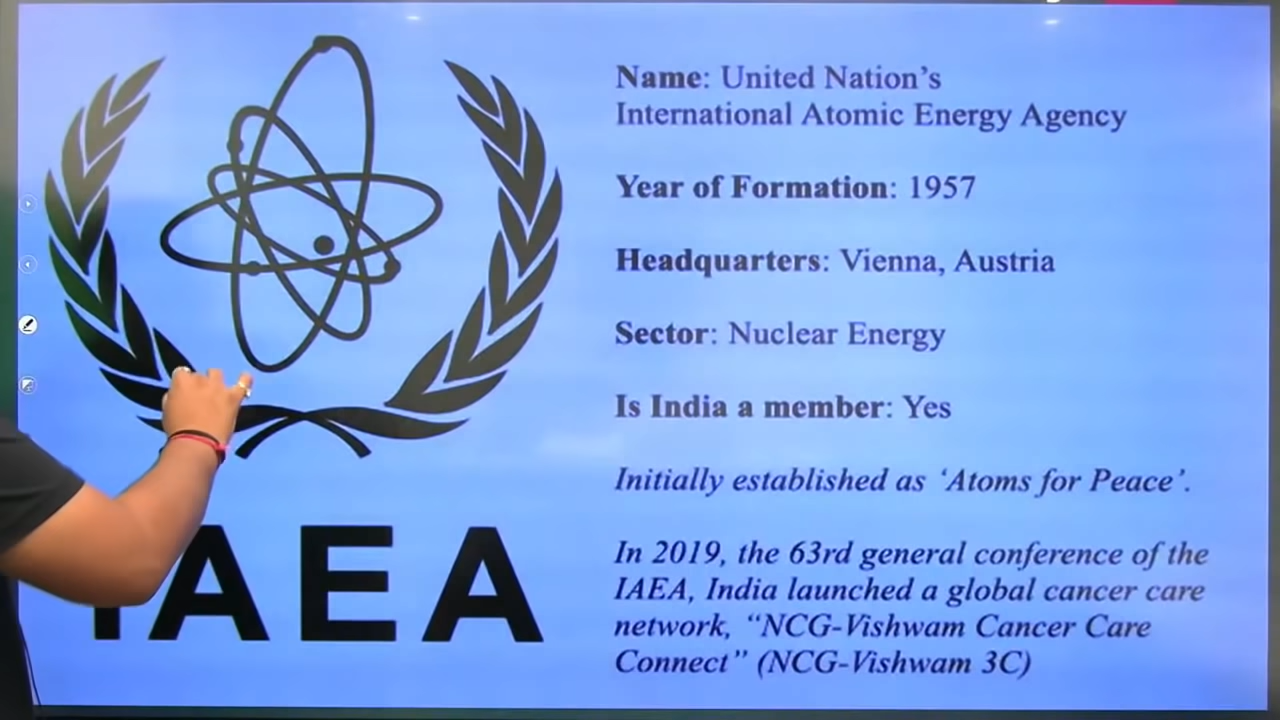 Name: United Nation's
International Atomic Energy Agency
Year of Formation: 1957
Headquarters: Vienna, Austria
Sector: Nuclear Energy
Is India a member: Yes
Initially established as ‘Atoms for Peace’.
In 2019, the 63rd general conference of the
IAEA, India launched a global cancer care
network, “NCG-Vishwam Cancer Care
Connect” (NCG-Vishwam 3C)
IAEA